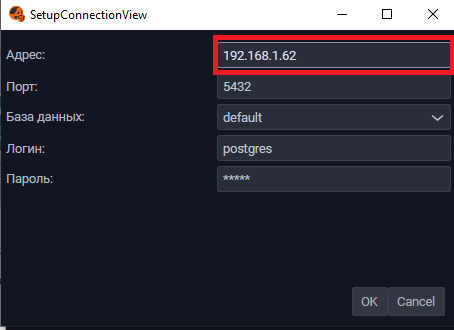 SetupConnectionView
Адрес: 192.168.1.62
Порт: 5432
База данных: default
Логин: postgres
Пароль: *****
OK Cancel